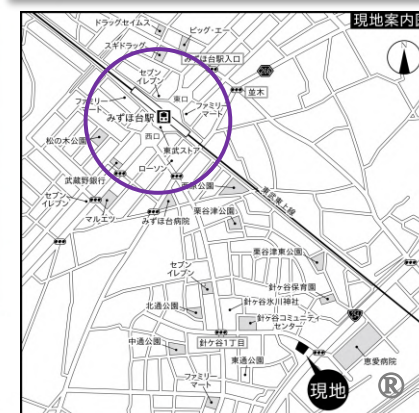 現地案内図
ドラッグセイムス
ビッグ・エー
スギドラッグ
みずほ台駅入口
セブン
イレブン
並木
ファミリー
マート
東口
ファミリー
マート
みずほ台駅
松の木公園
西口
東武ストア
ローソン
武蔵野銀行
東武東上線
セブン
イレブン
マルエツ
みずほ台病院
栗谷津公園
栗谷津東公園
セブン
イレブン
針ヶ谷保育園
北通公園
針ケ谷氷川神社
針ケ谷コミュニティ
センター
中通公園
針ケ谷1丁目
東通公園
恵愛病院
ファミリー
マート
現地
®